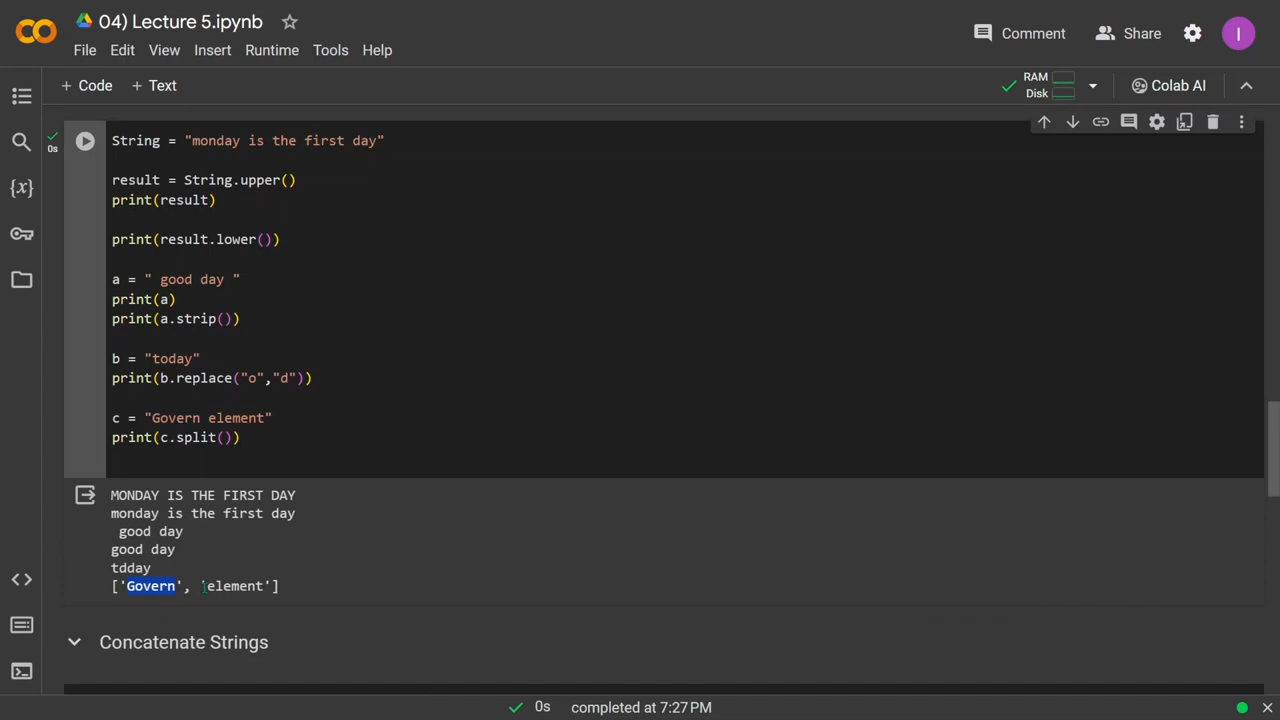 04) Lecture 5.ipynb
Comment
Share
I
File Edit View Insert Runtime Tools Help
+ Code + Text
RAM
Disk
Colab AI
0s
String = "monday is the first day"
result = String.upper()
print(result)
print(result.lower())
a = " good day "
print(a)
print(a.strip())
b = "today"
print(b.replace("o","d"))
c = "Govern element"
print(c.split())
MONDAY IS THE FIRST DAY
monday is the first day
 good day
good day
tdday
['Govern', 'element']
Concatenate Strings
0s completed at 7:27 PM